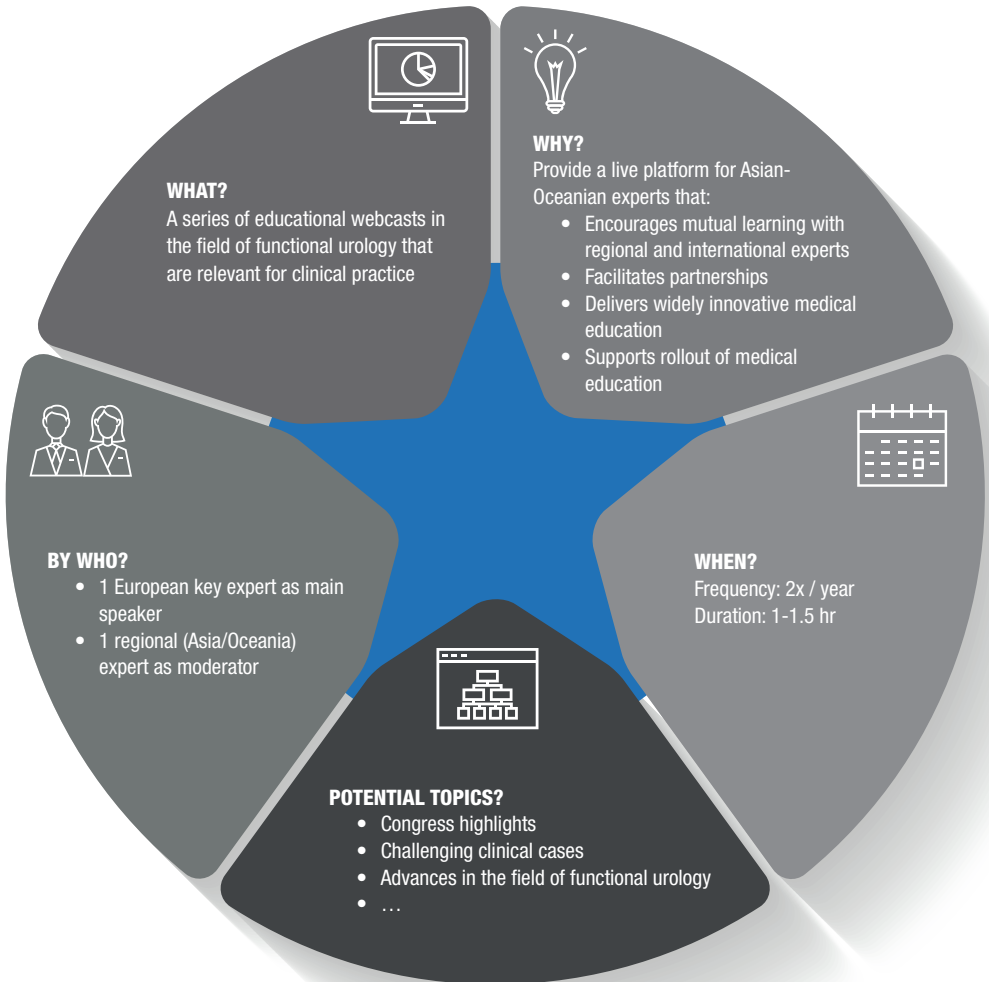 WHAT?
A series of educational webcasts in
the field of functional urology that
are relevant for clinical practice
WHY?
Provide a live platform for Asian-
Oceanian experts that:
• Encourages mutual learning with
regional and international experts
• Facilitates partnerships
• Delivers widely innovative medical
education
• Supports rollout of medical
education
BY WHO?
• 1 European key expert as main
speaker
• 1 regional (Asia/Oceania)
expert as moderator
WHEN?
Frequency: 2x / year
Duration: 1-1.5 hr
POTENTIAL TOPICS?
• Congress highlights
• Challenging clinical cases
• Advances in the field of functional urology
• …